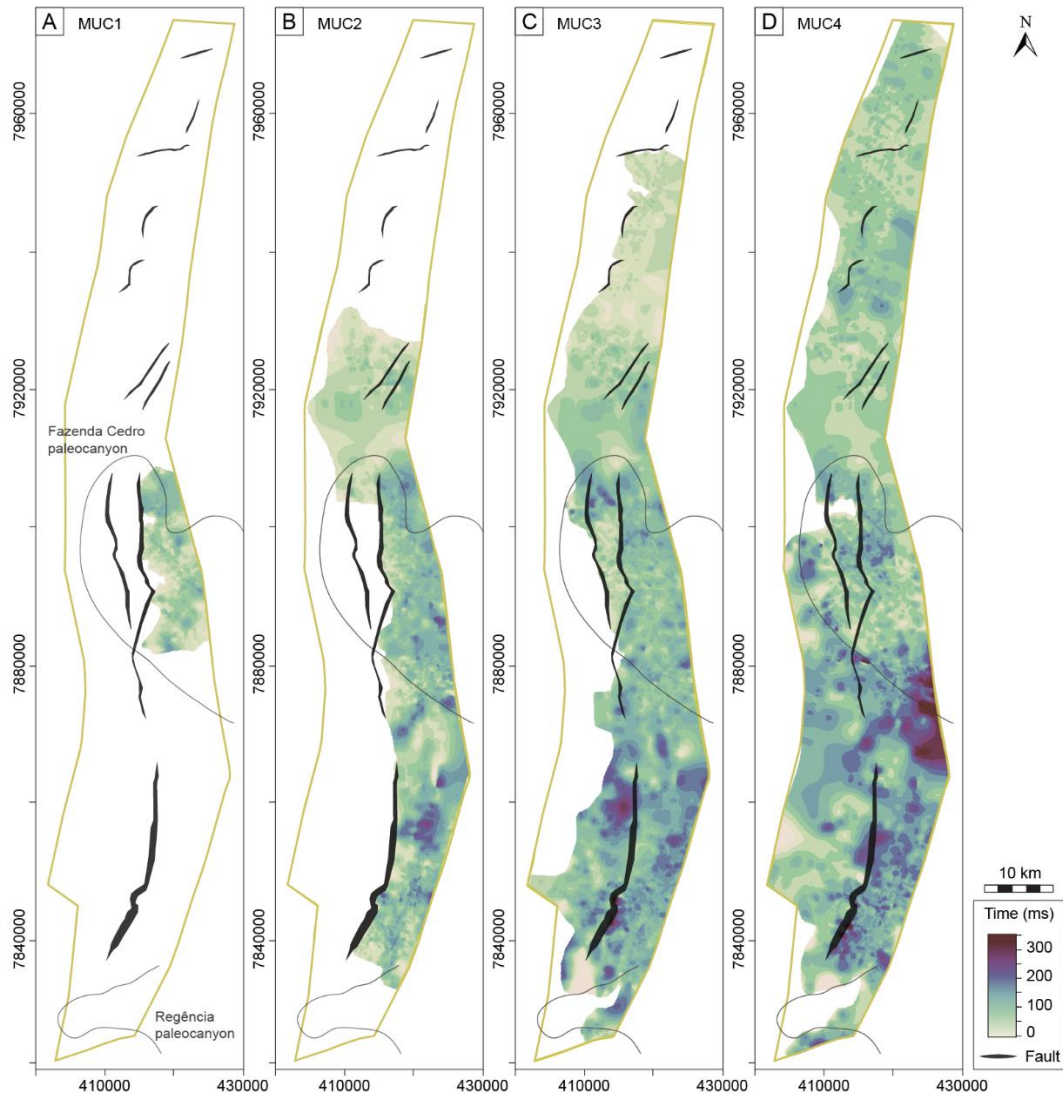 A MUC1
B MUC2
C MUC3
D MUC4
N
7960000
7920000
7880000
7840000
7960000
7920000
7880000
7840000
7960000
7920000
7880000
7840000
7960000
7920000
7880000
7840000
Fazenda Cedro
paleocanyon
Regência
paleocanyon
10 km
Time (ms)
300
200
100
0
Fault
410000 430000
410000 430000
410000 430000
410000 430000